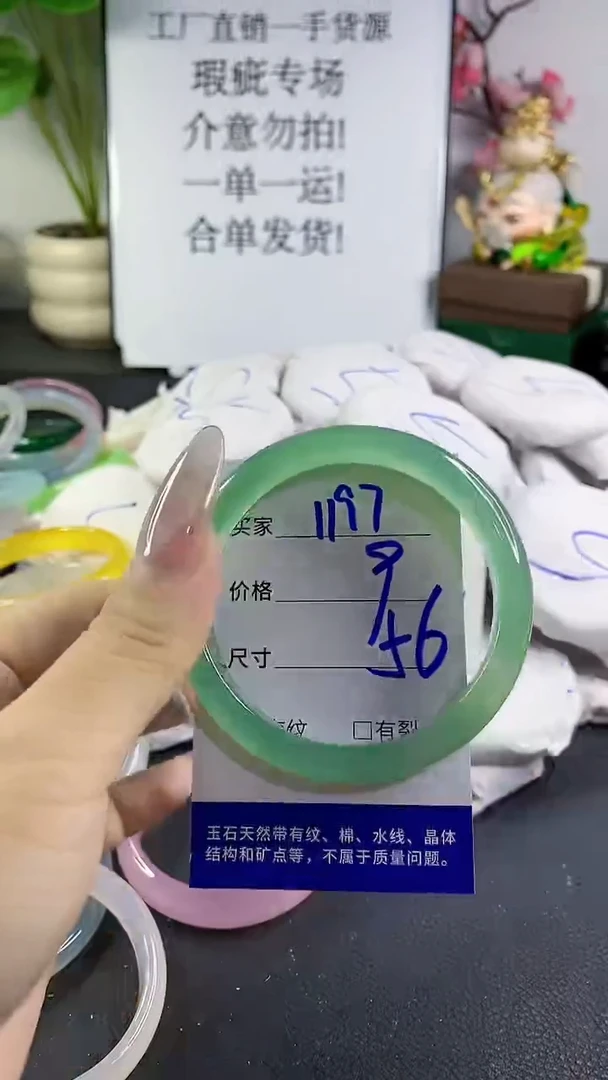 工厂直销一手货源
瑕疵专场
介意勿拍!
一单一运!
合单发货!
买家 1197
价格 9
尺寸 56
纹 □有裂
玉石天然带有纹、棉、水线、晶体
结构和矿点等，不属于质量问题。